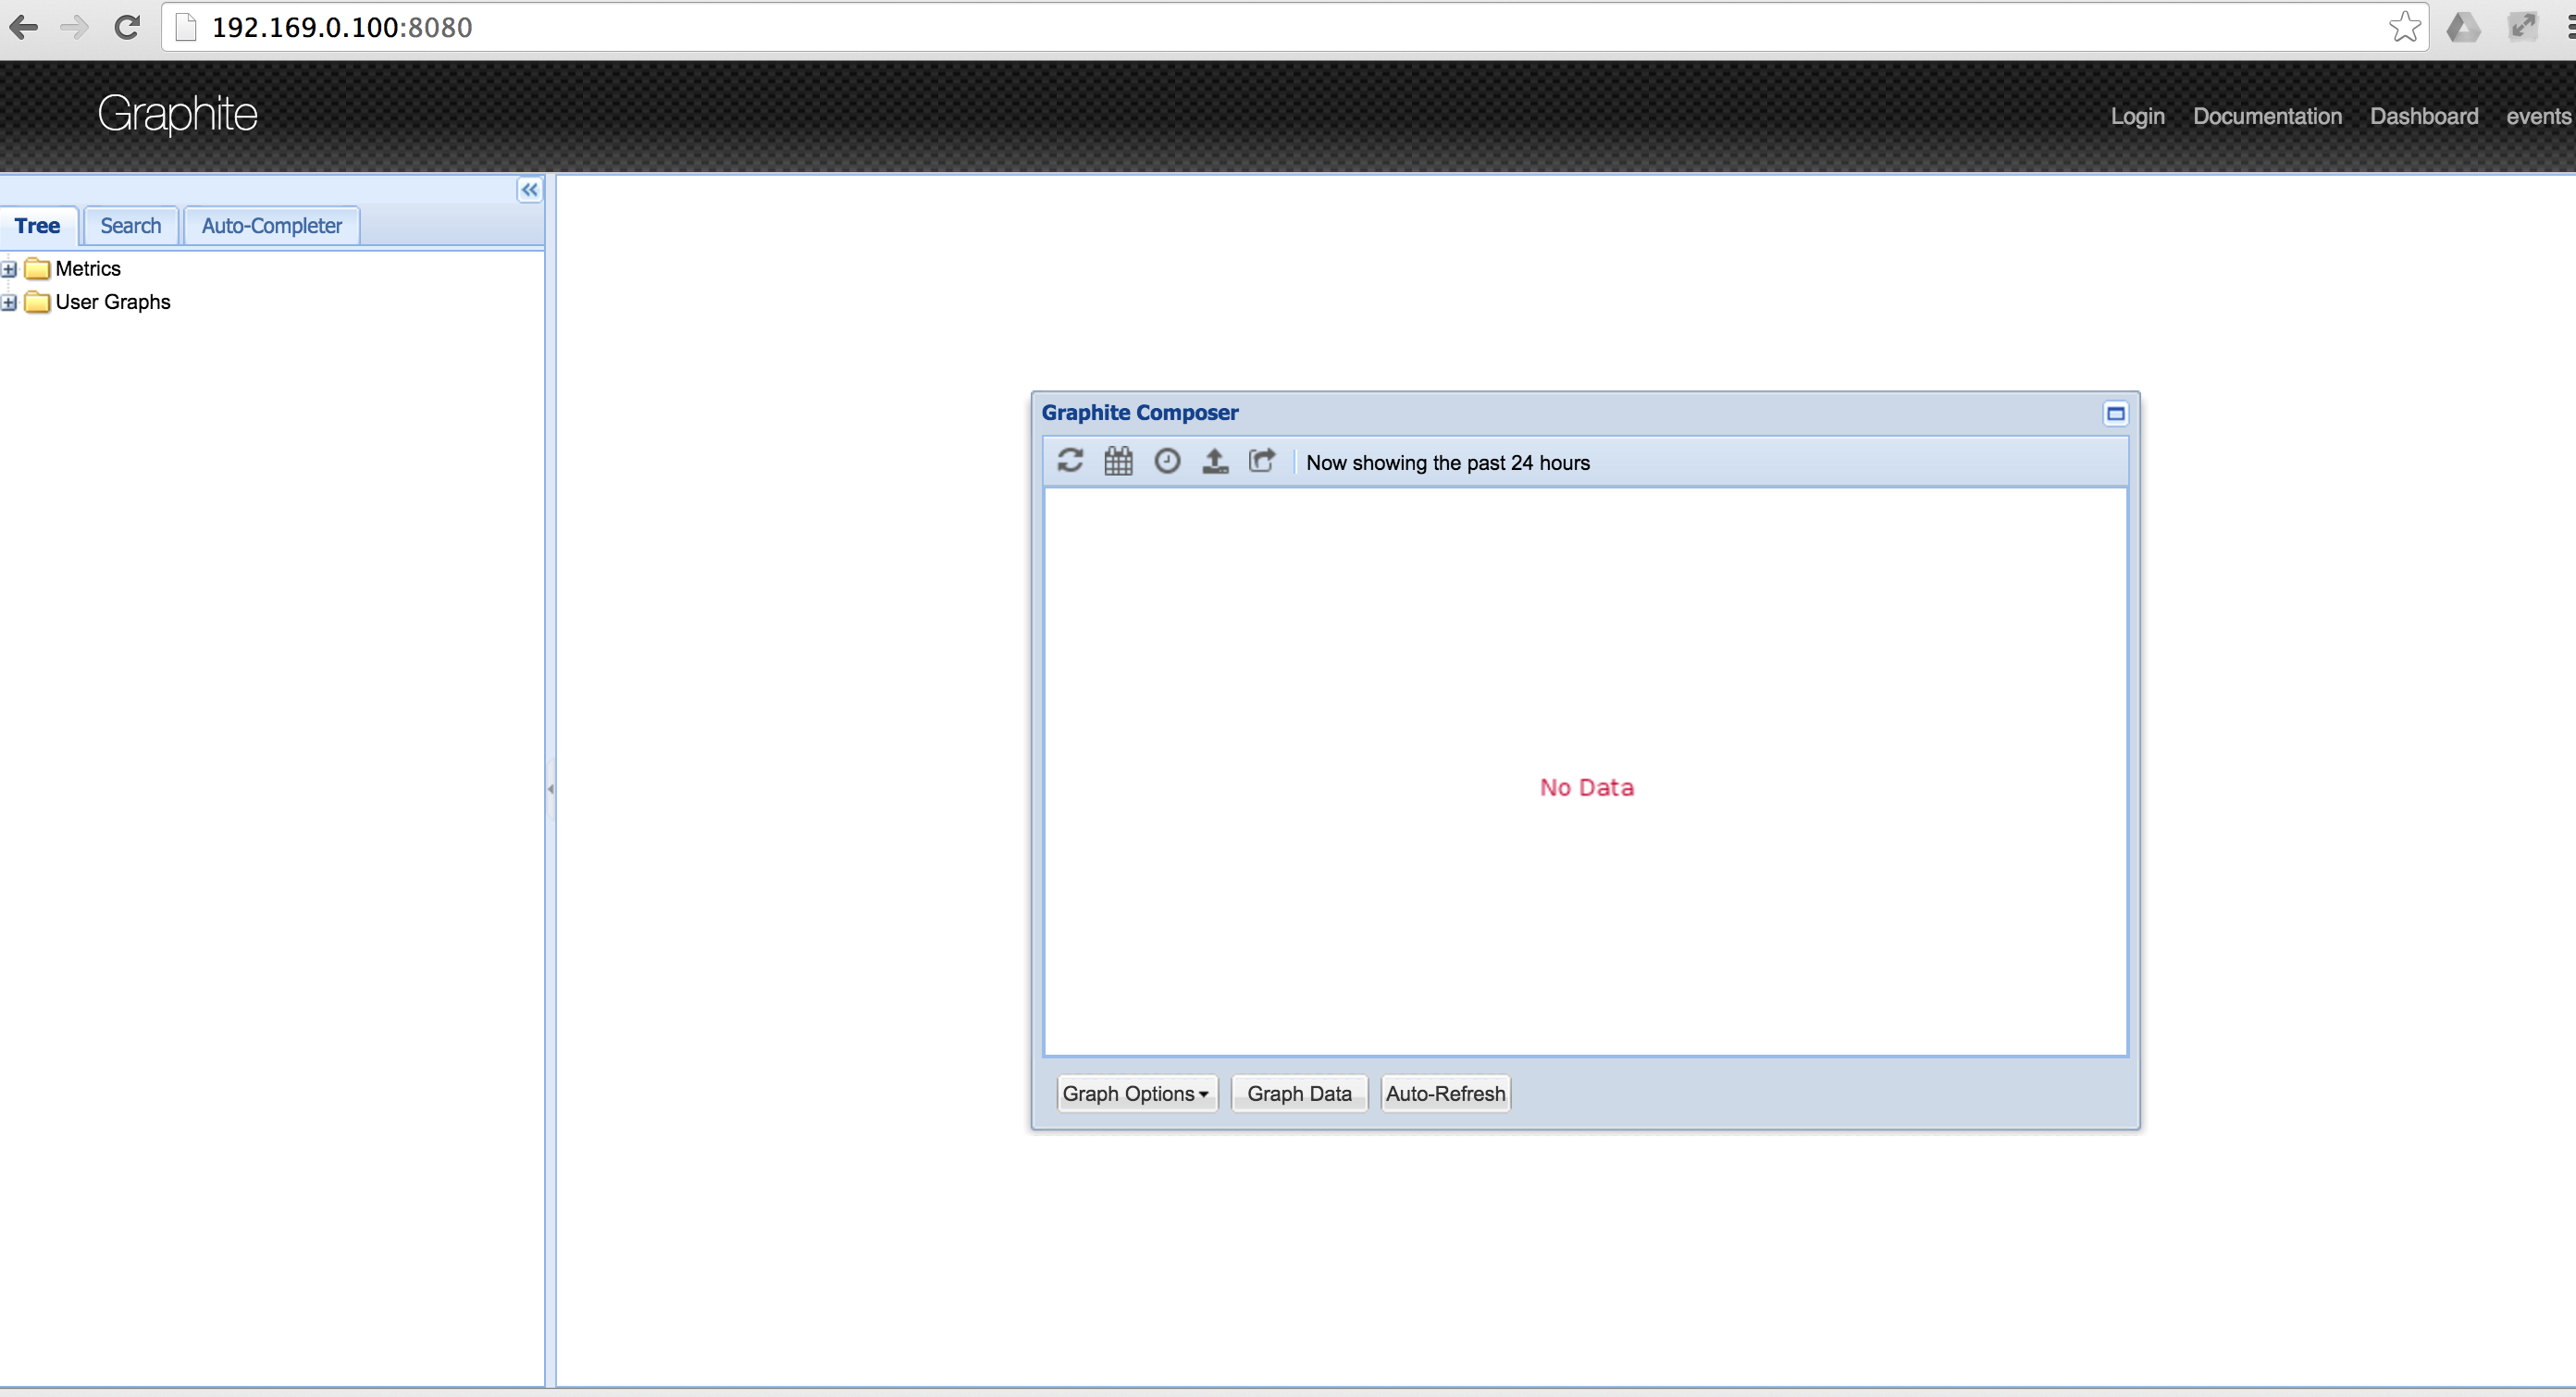 192.169.0.100:8080
Graphite
Login Documentation Dashboard events
Tree Search Auto-Completer
Metrics
User Graphs
Graphite Composer
Now showing the past 24 hours
No Data
Graph Options Graph Data Auto-Refresh